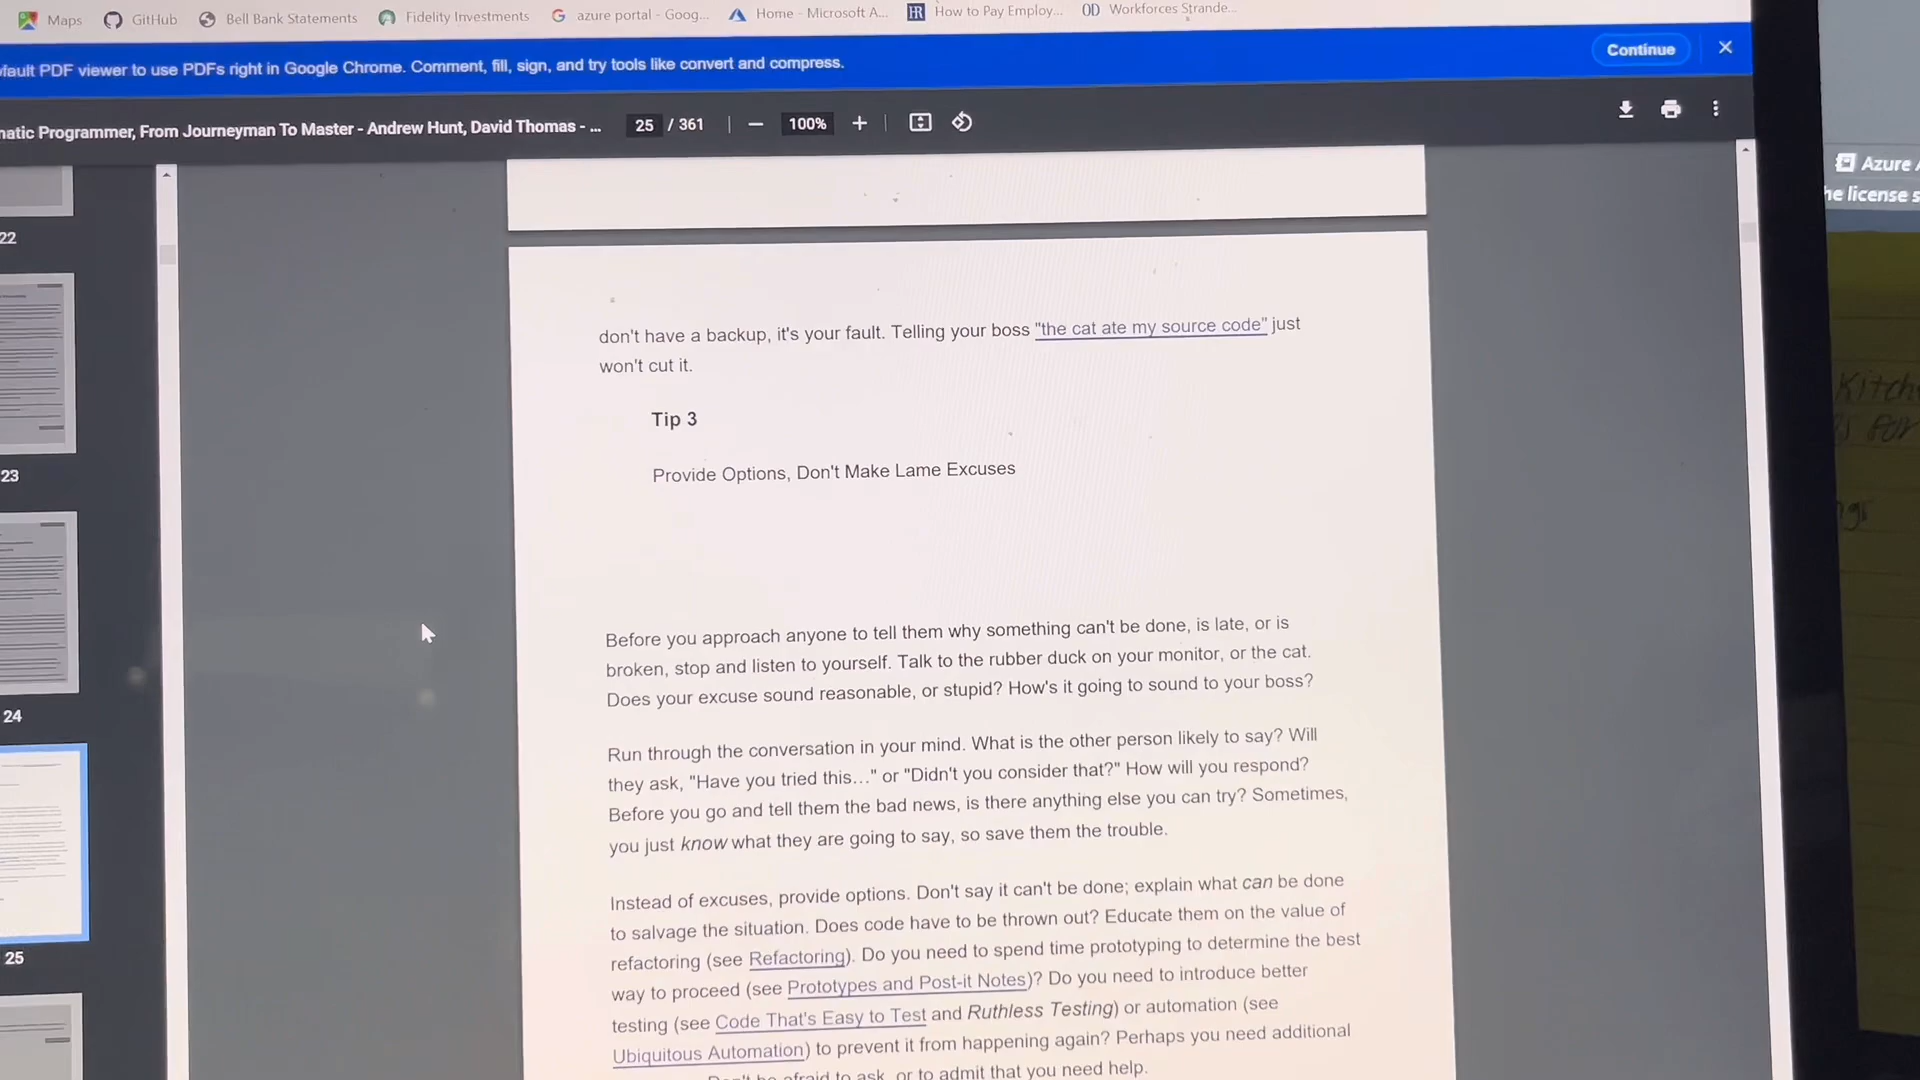 Maps GitHub Bell Bank Statements Fidelity Investments azure portal - Goog... Home - Microsoft A... How to Pay Employ... Workforces Strande...
fault PDF viewer to use PDFs right in Google Chrome. Comment, fill, sign, and try tools like convert and compress. Continue
matic Programmer, From Journeyman To Master - Andrew Hunt, David Thomas - ... 25 / 361 100%
Azure
license
22
23
24
25
don't have a backup, it's your fault. Telling your boss "the cat ate my source code" just
won't cut it.
Tip 3
Provide Options, Don't Make Lame Excuses
Before you approach anyone to tell them why something can't be done, is late, or is
broken, stop and listen to yourself. Talk to the rubber duck on your monitor, or the cat.
Does your excuse sound reasonable, or stupid? How's it going to sound to your boss?
Run through the conversation in your mind. What is the other person likely to say? Will
they ask, "Have you tried this…" or "Didn't you consider that?" How will you respond?
Before you go and tell them the bad news, is there anything else you can try? Sometimes,
you just know what they are going to say, so save them the trouble.
Instead of excuses, provide options. Don't say it can't be done; explain what can be done
to salvage the situation. Does code have to be thrown out? Educate them on the value of
refactoring (see Refactoring). Do you need to spend time prototyping to determine the best
way to proceed (see Prototypes and Post-it Notes)? Do you need to introduce better
testing (see Code That's Easy to Test and Ruthless Testing) or automation (see
Ubiquitous Automation) to prevent it from happening again? Perhaps you need additional
Don't be afraid to ask, or to admit that you need help.